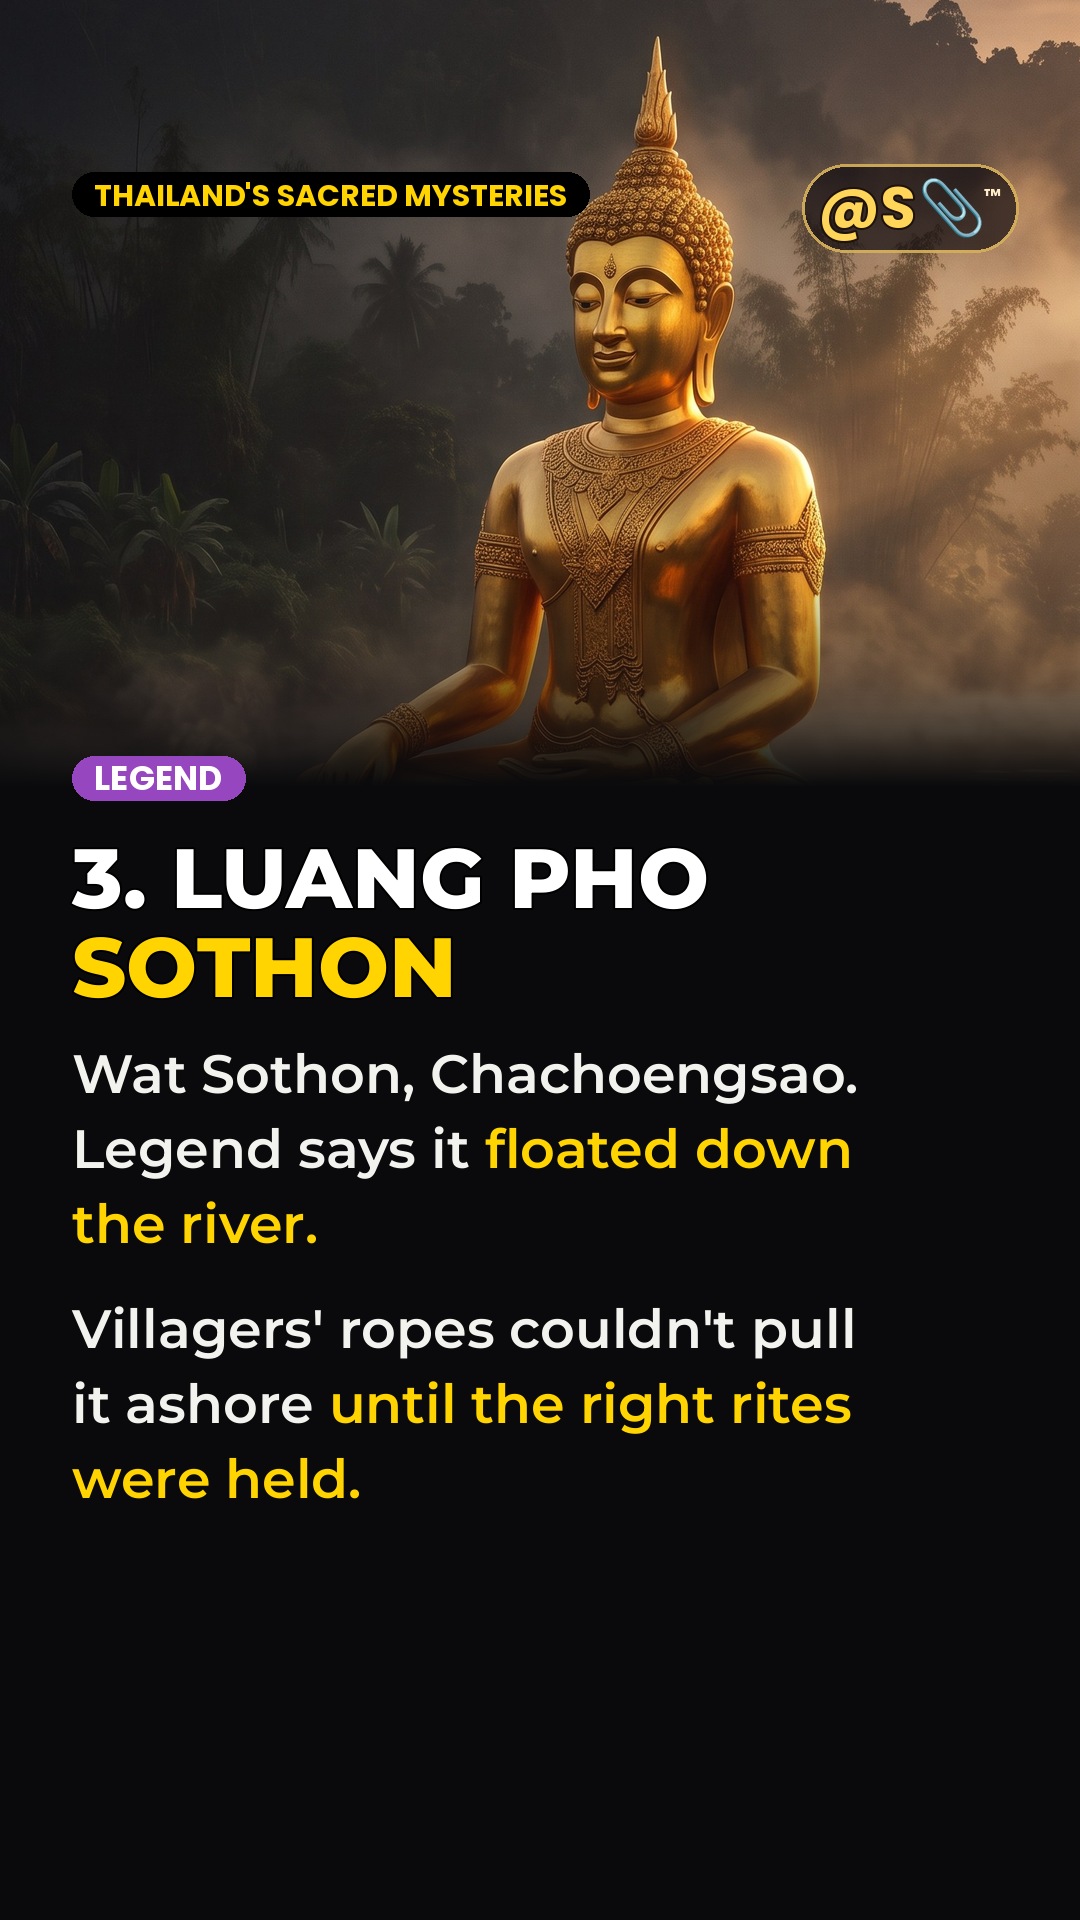 THAILAND'S SACRED MYSTERIES
@S📎™
LEGEND
3. LUANG PHO
SOTHON
Wat Sothon, Chachoengsao.
Legend says it floated down
the river.
Villagers' ropes couldn't pull
it ashore until the right rites
were held.